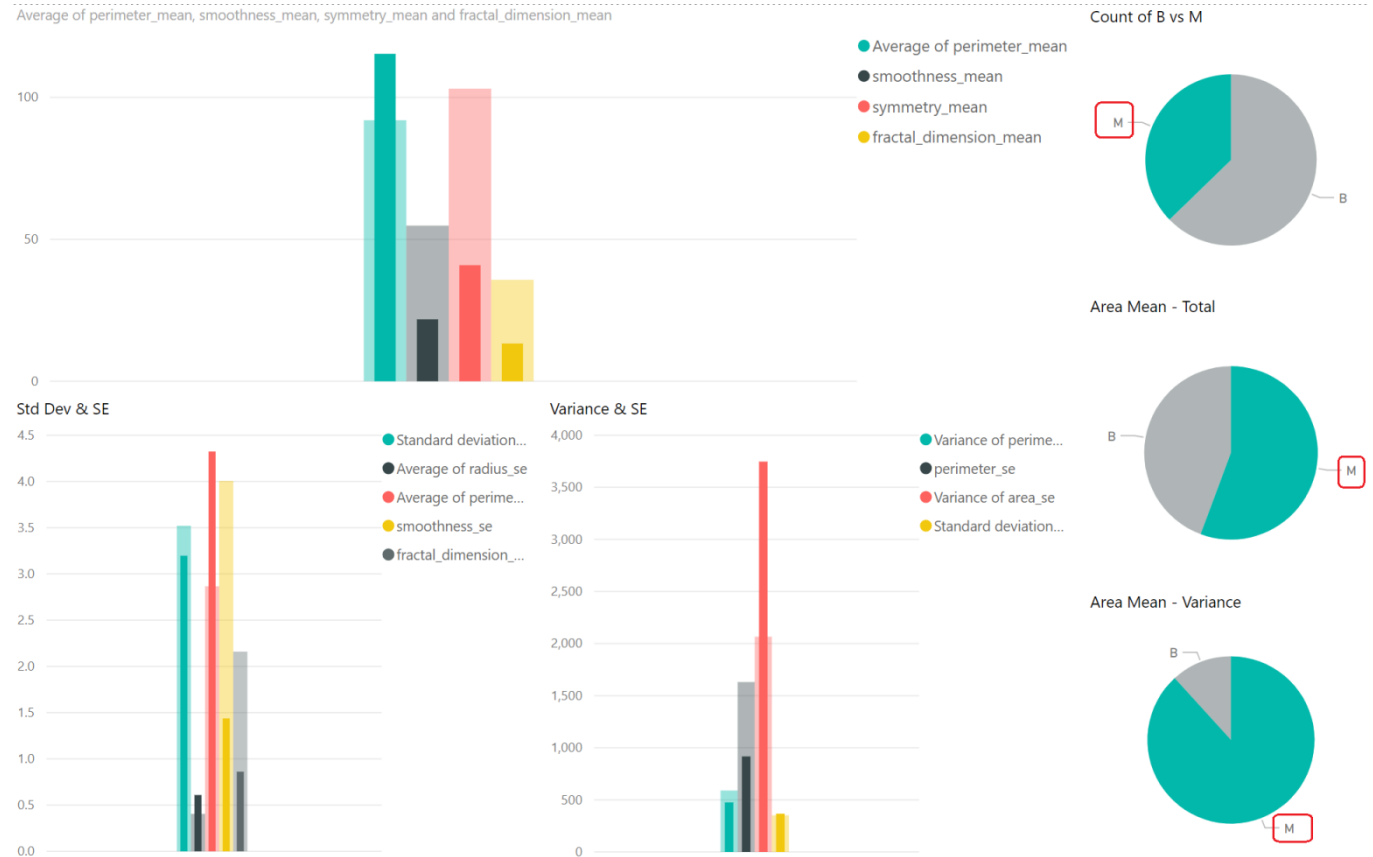 Average of perimeter_mean, smoothness_mean, symmetry_mean and fractal_dimension_mean
100
50
0
Average of perimeter_mean
smoothness_mean
symmetry_mean
fractal_dimension_mean
Count of B vs M
M
B
Area Mean - Total
B
M
Std Dev & SE
4.5
4.0
3.5
3.0
2.5
2.0
1.5
1.0
0.5
0.0
Standard deviation...
Average of radius_se
Average of perime...
smoothness_se
fractal_dimension_...
Variance & SE
4,000
3,500
3,000
2,500
2,000
1,500
1,000
500
0
Variance of perime...
perimeter_se
Variance of area_se
Standard deviation...
Area Mean - Variance
B
M